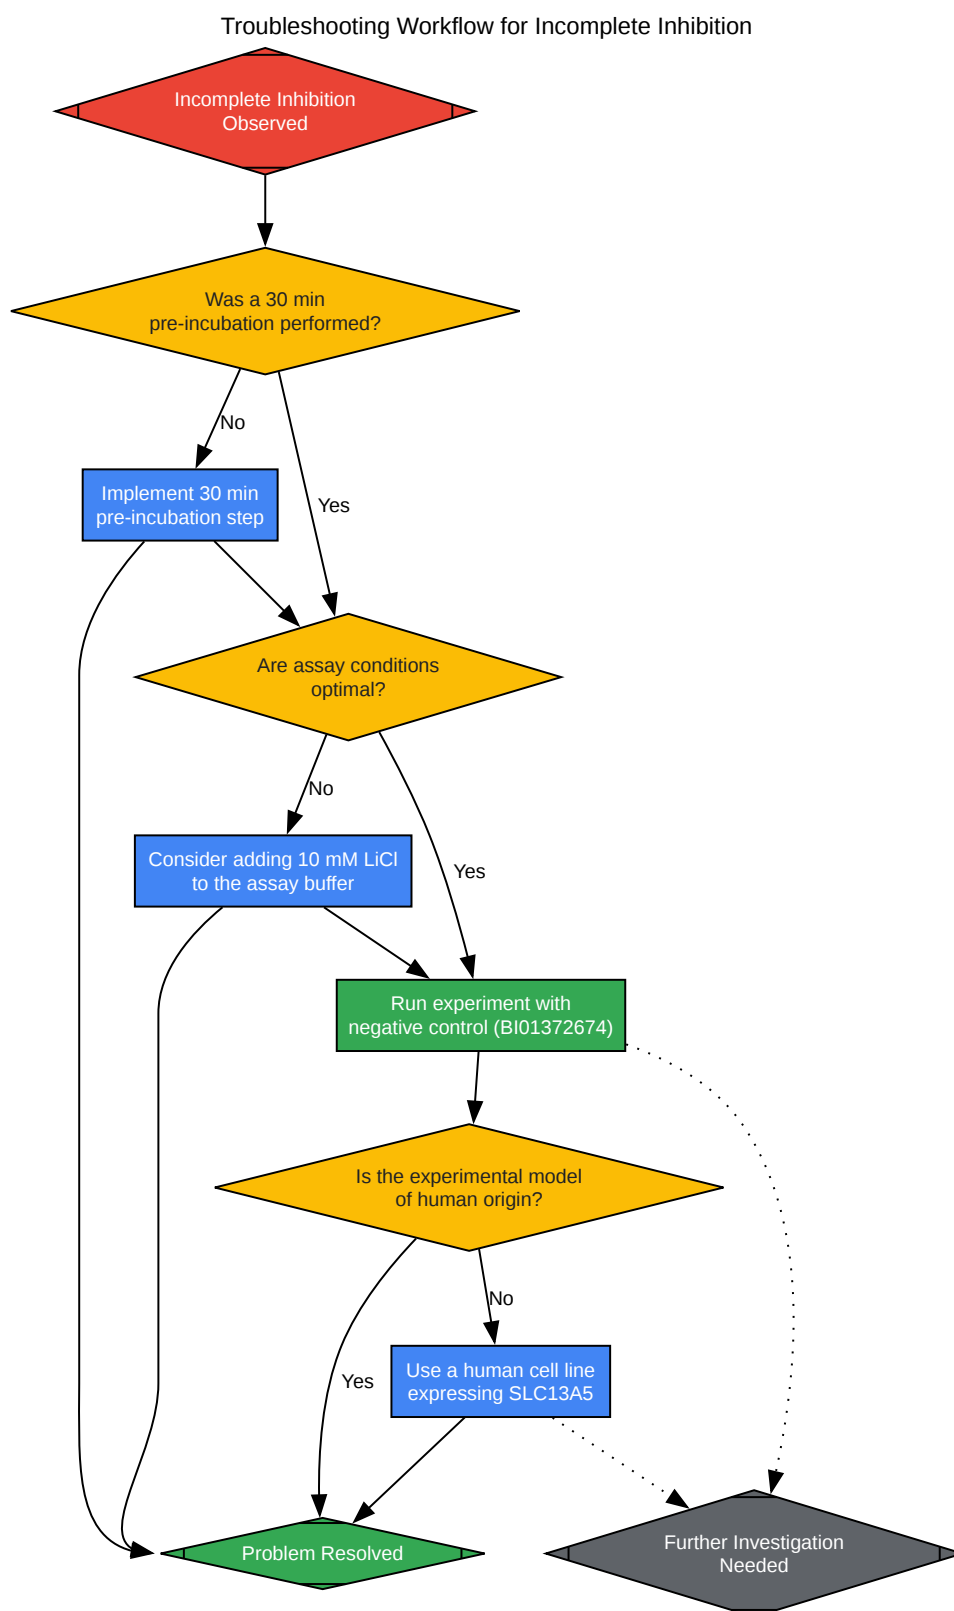 Troubleshooting Workflow for Incomplete Inhibition
Incomplete Inhibition
Observed
Was a 30 min
pre-incubation performed?
No
Implement 30 min
pre-incubation step
Yes
Are assay conditions
optimal?
No
Consider adding 10 mM LiCl
to the assay buffer
Yes
Run experiment with
negative control (BI01372674)
Is the experimental model
of human origin?
No
Use a human cell line
expressing SLC13A5
Yes
Problem Resolved
Further Investigation
Needed